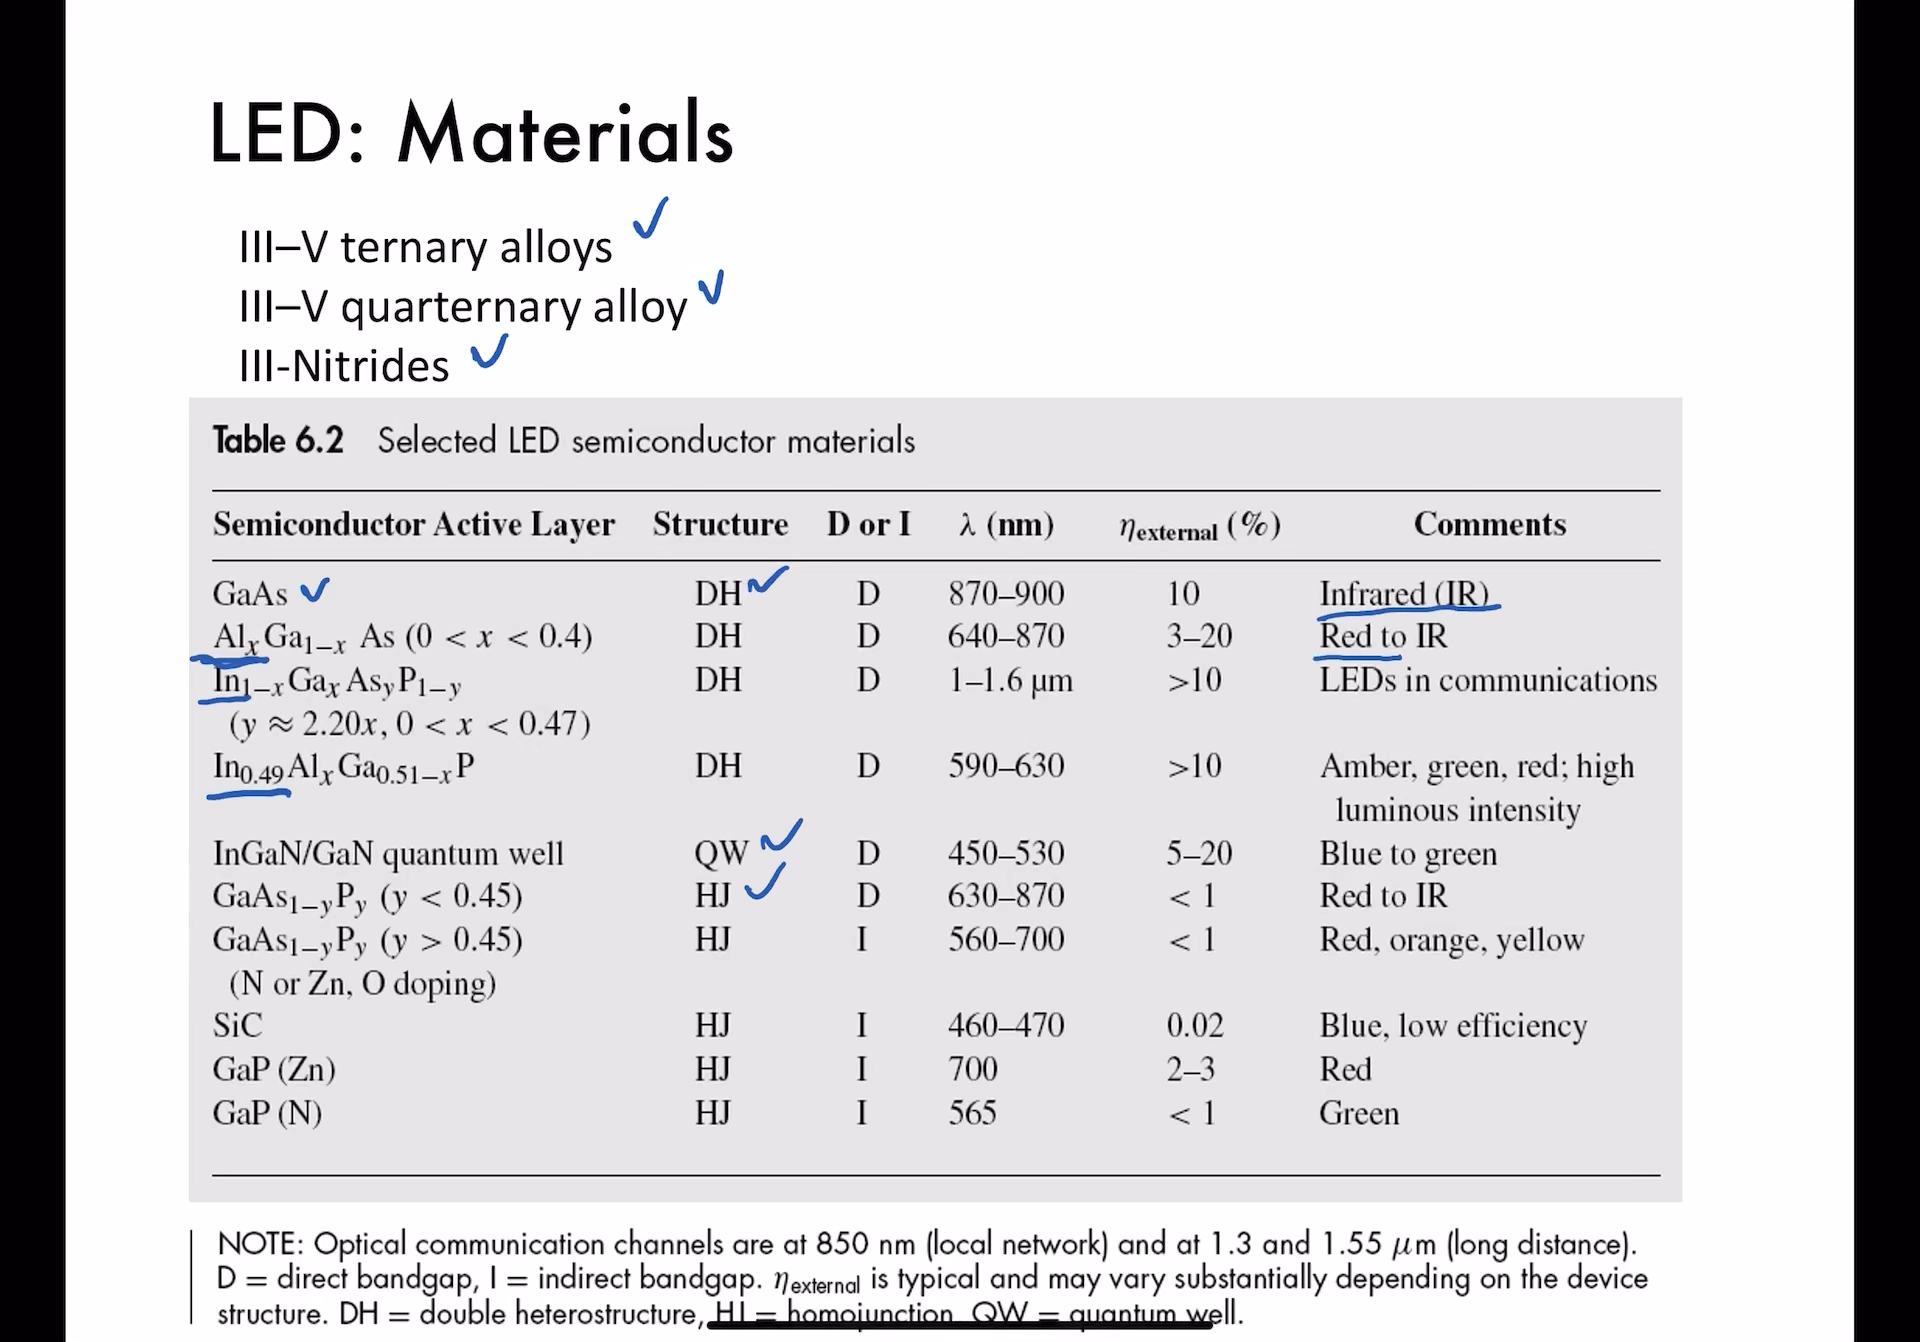 LED: Materials
III–V ternary alloys
III–V quarternary alloy
III-Nitrides
Table 6.2 Selected LED semiconductor materials
Semiconductor Active Layer Structure D or I λ (nm) ηexternal (%) Comments
GaAs DH D 870–900 10 Infrared (IR)
AlxGa1–x As (0 < x < 0.4) DH D 640–870 3–20 Red to IR
In1–xGaxAsyP1–y DH D 1–1.6 μm >10 LEDs in communications
(y ≈ 2.20x, 0 < x < 0.47)
In0.49AlxGa0.51–xP DH D 590–630 >10 Amber, green, red; high
luminous intensity
InGaN/GaN quantum well QW D 450–530 5–20 Blue to green
GaAs1–yPy (y < 0.45) HJ D 630–870 < 1 Red to IR
GaAs1–yPy (y > 0.45) HJ I 560–700 < 1 Red, orange, yellow
(N or Zn, O doping)
SiC HJ I 460–470 0.02 Blue, low efficiency
GaP (Zn) HJ I 700 2–3 Red
GaP (N) HJ I 565 < 1 Green
NOTE: Optical communication channels are at 850 nm (local network) and at 1.3 and 1.55 μm (long distance).
D = direct bandgap, I = indirect bandgap. ηexternal is typical and may vary substantially depending on the device
structure. DH = double heterostructure, HJ = homojunction, QW = quantum well.